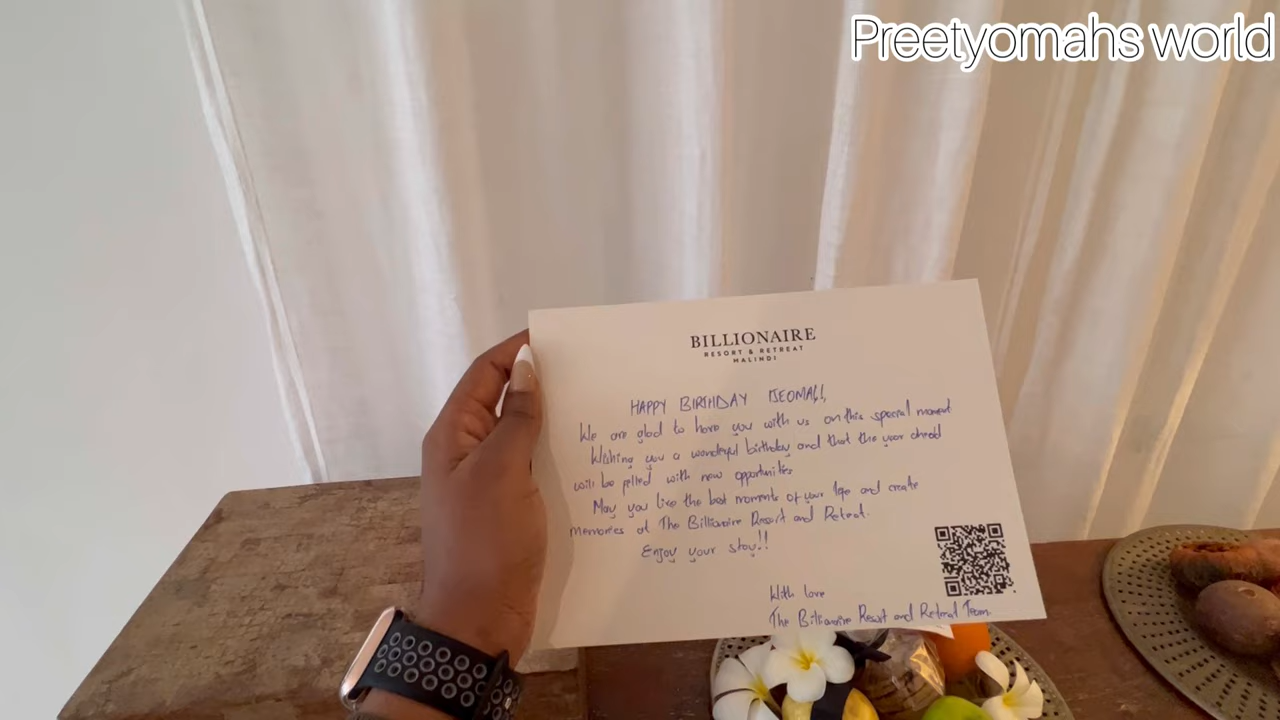 Preetyomahs world
BILLIONAIRE
RESORT & RETREAT
MALINDI
HAPPY BIRTHDAY IJEOMA!!,
We are glad to have you with us on this special moment
Wishing you a wonderful birthday and that the year ahead
will be filled with new opportunities
May you live the best moments of your life and create
memories at The Billionaire Resort and Retreat.
Enjoy your stay!!
With love
The Billionaire Resort and Retreat Team.